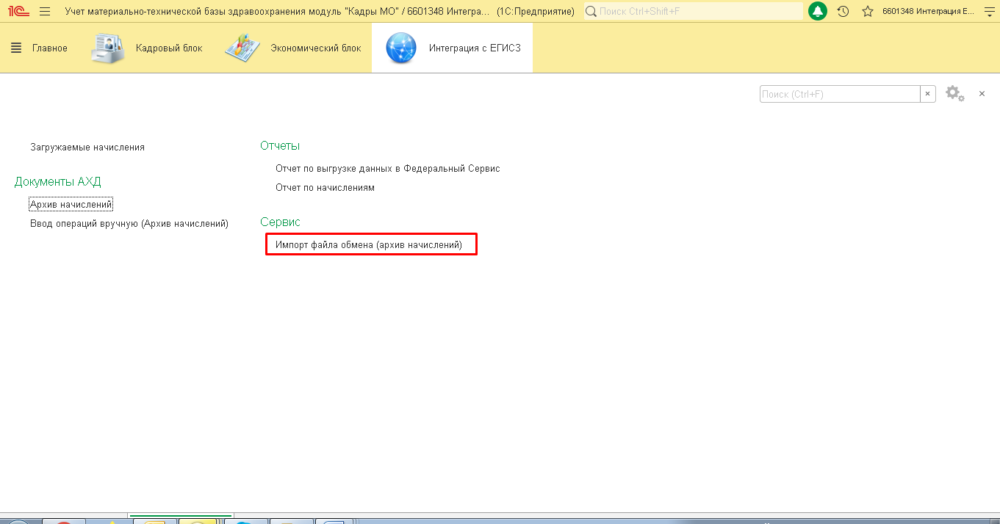 1С Учет материально-технической базы здравоохранения модуль "Кадры МО" / 6601348 Интегра... (1С:Предприятие) Поиск Ctrl+Shift+F 6601348 Интеграция Е...
Главное Кадровый блок Экономический блок Интеграция с ЕГИСЗ
Поиск (Ctrl+F)
Загружаемые начисления
Документы АХД
Архив начислений
Ввод операций вручную (Архив начислений)
Отчеты
Отчет по выгрузке данных в Федеральный Сервис
Отчет по начислениям
Сервис
Импорт файла обмена (архив начислений)